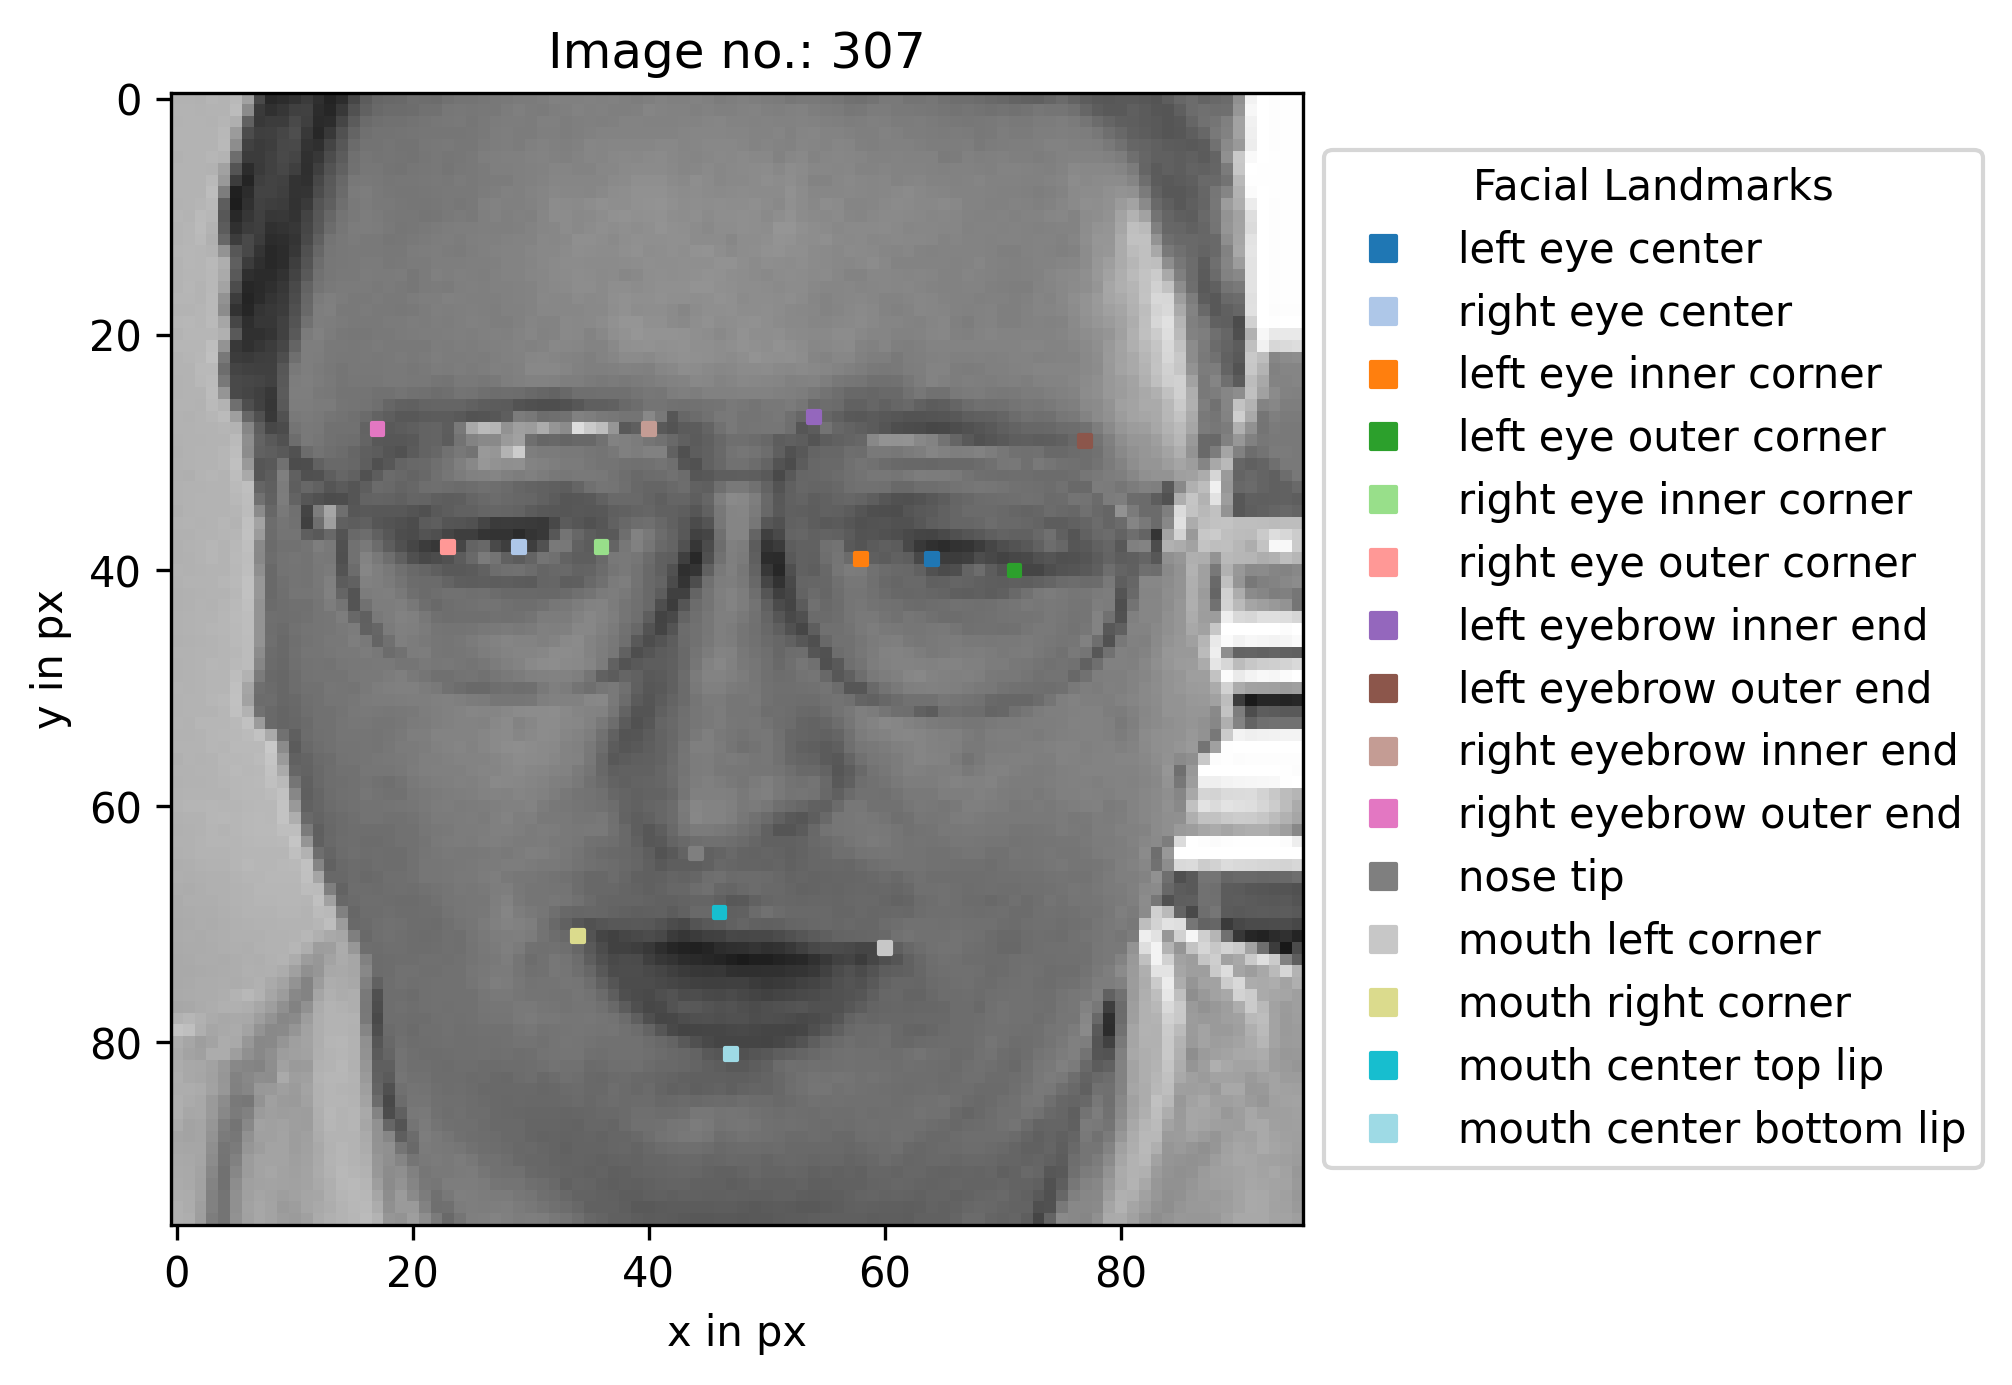 Image no.: 307
0
20
40
60
80
y in px
0 20 40 60 80
x in px
Facial Landmarks
left eye center
right eye center
left eye inner corner
left eye outer corner
right eye inner corner
right eye outer corner
left eyebrow inner end
left eyebrow outer end
right eyebrow inner end
right eyebrow outer end
nose tip
mouth left corner
mouth right corner
mouth center top lip
mouth center bottom lip